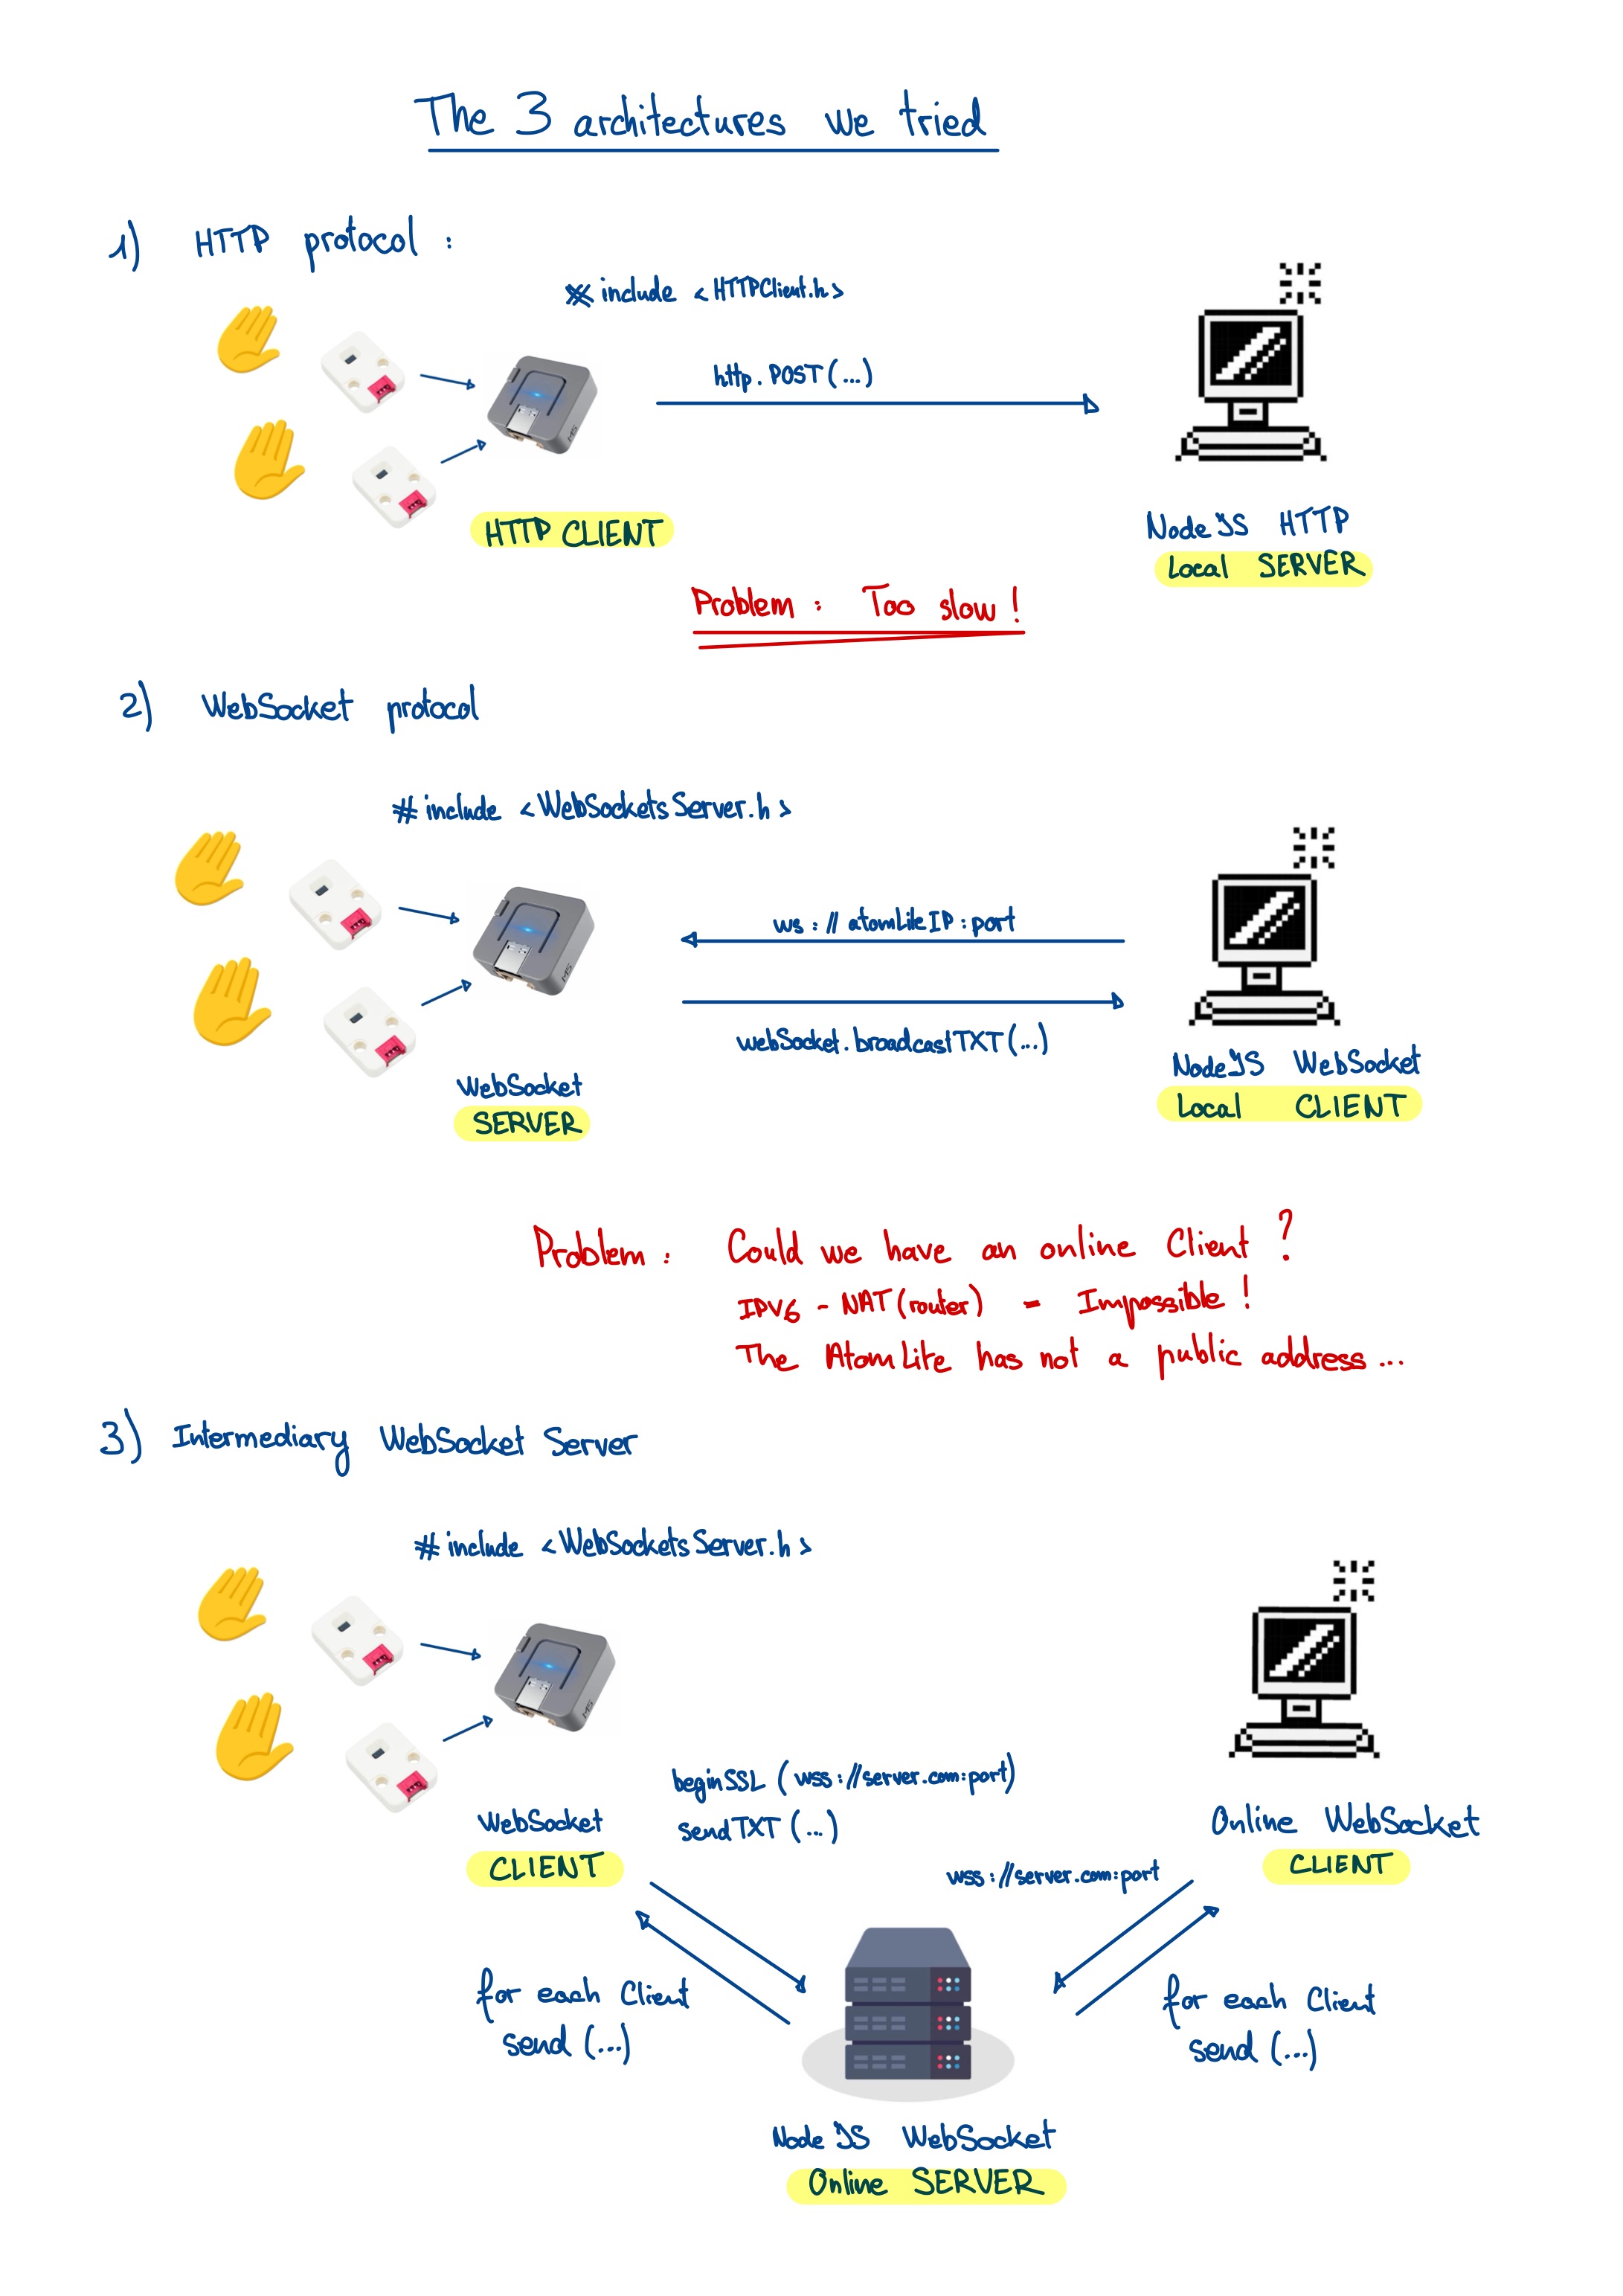 The 3 architectures we tried
1) HTTP protocol :
# include <HTTPClient.h>
http.POST(...)
HTTP CLIENT
NodeJS HTTP
Local SERVER
Problem : Too slow !
2) WebSocket protocol
# include <WebSocketsServer.h>
ws://atomLiteIP:port
webSocket.broadcastTXT(...)
WebSocket
SERVER
NodeJS WebSocket
Local CLIENT
Problem : Could we have an online Client ?
IPV6 - NAT(router) - Impossible !
The AtomLite has not a public address...
3) Intermediary WebSocket Server
# include <WebSocketsServer.h>
beginSSL (wss://server.com:port)
sendTXT (...)
WebSocket
CLIENT
Online WebSocket
CLIENT
wss://server.com:port
for each Client
send (...)
for each Client
send (...)
NodeJS WebSocket
Online SERVER